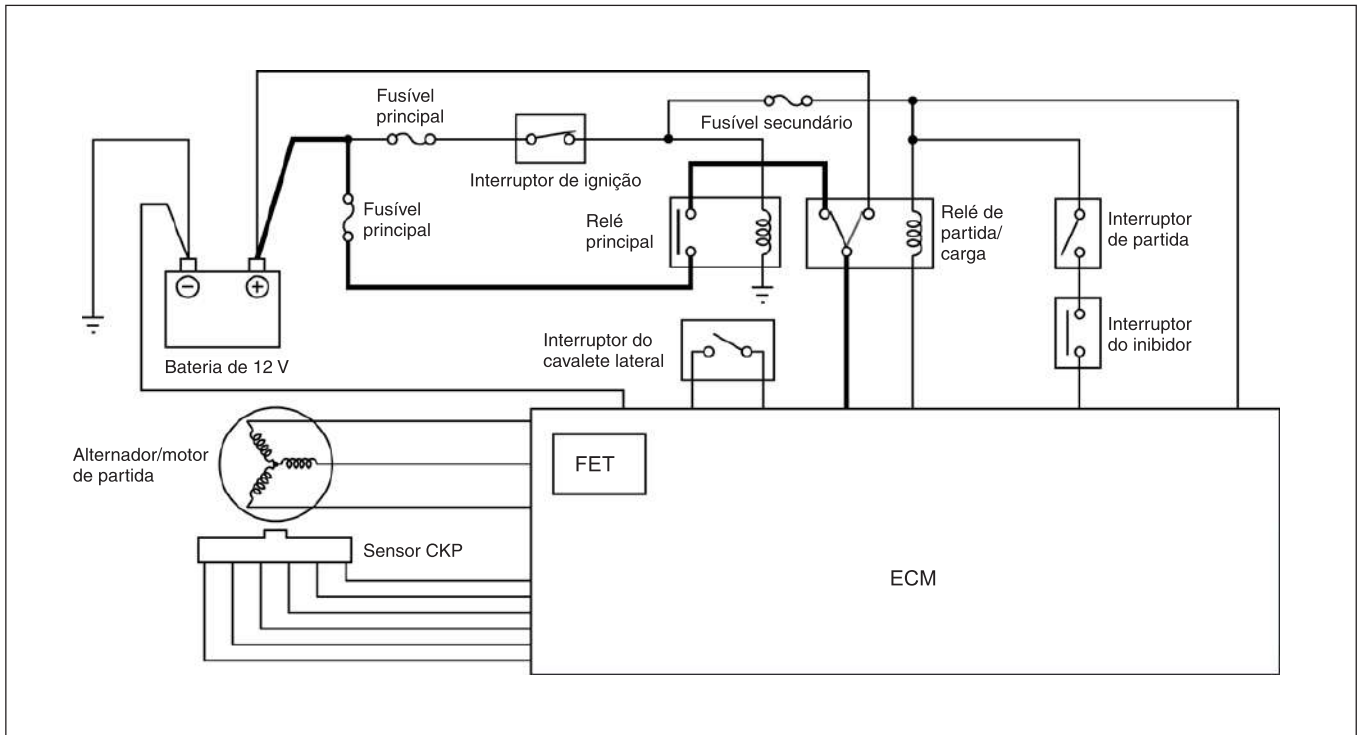 Fusível
principal
Fusível secundário
Interruptor de ignição
Fusível
principal
Relé
principal
Relé de
partida/
carga
Interruptor
de partida
−
+
Bateria de 12 V
Interruptor do
cavalete lateral
Interruptor
do inibidor
Alternador/motor
de partida
FET
Sensor CKP
ECM